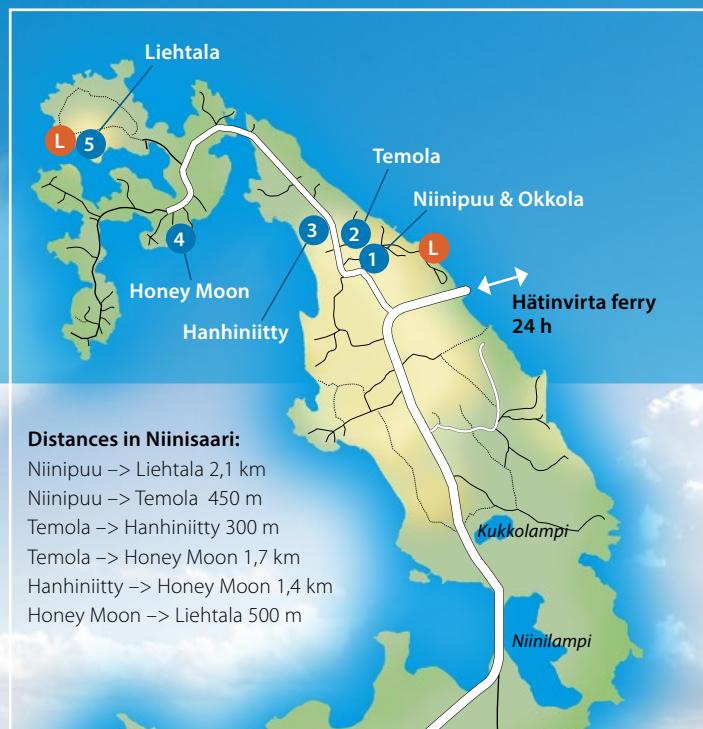 Liehtala
L
5
Temola
Niinipuu & Okkola
3
2
1
L
4
Honey Moon
Hanhiniitty
Hätinvirta ferry
24 h
Distances in Niinisaari:
Niinipuu –> Liehtala 2,1 km
Niinipuu –> Temola 450 m
Temola –> Hanhiniitty 300 m
Temola –> Honey Moon 1,7 km
Hanhiniitty –> Honey Moon 1,4 km
Honey Moon –> Liehtala 500 m
Kukkolampi
Niinilampi